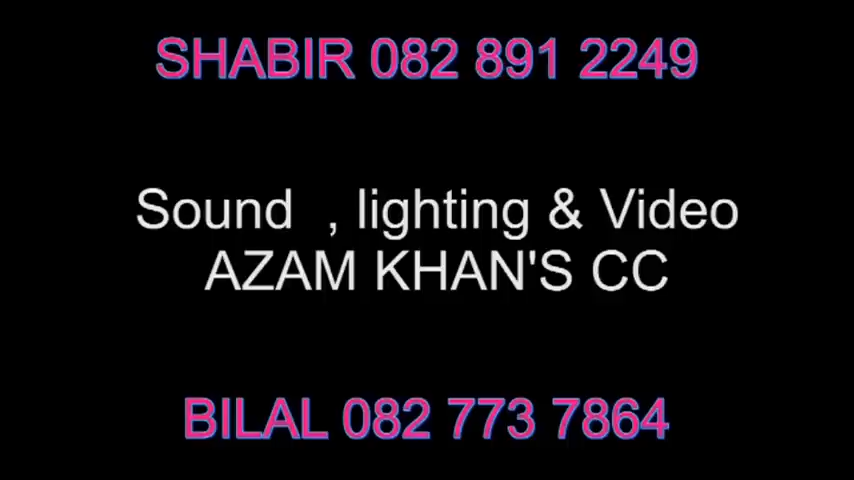 SHABIR 082 891 2249
Sound , lighting & Video
AZAM KHAN'S CC
BILAL 082 773 7864